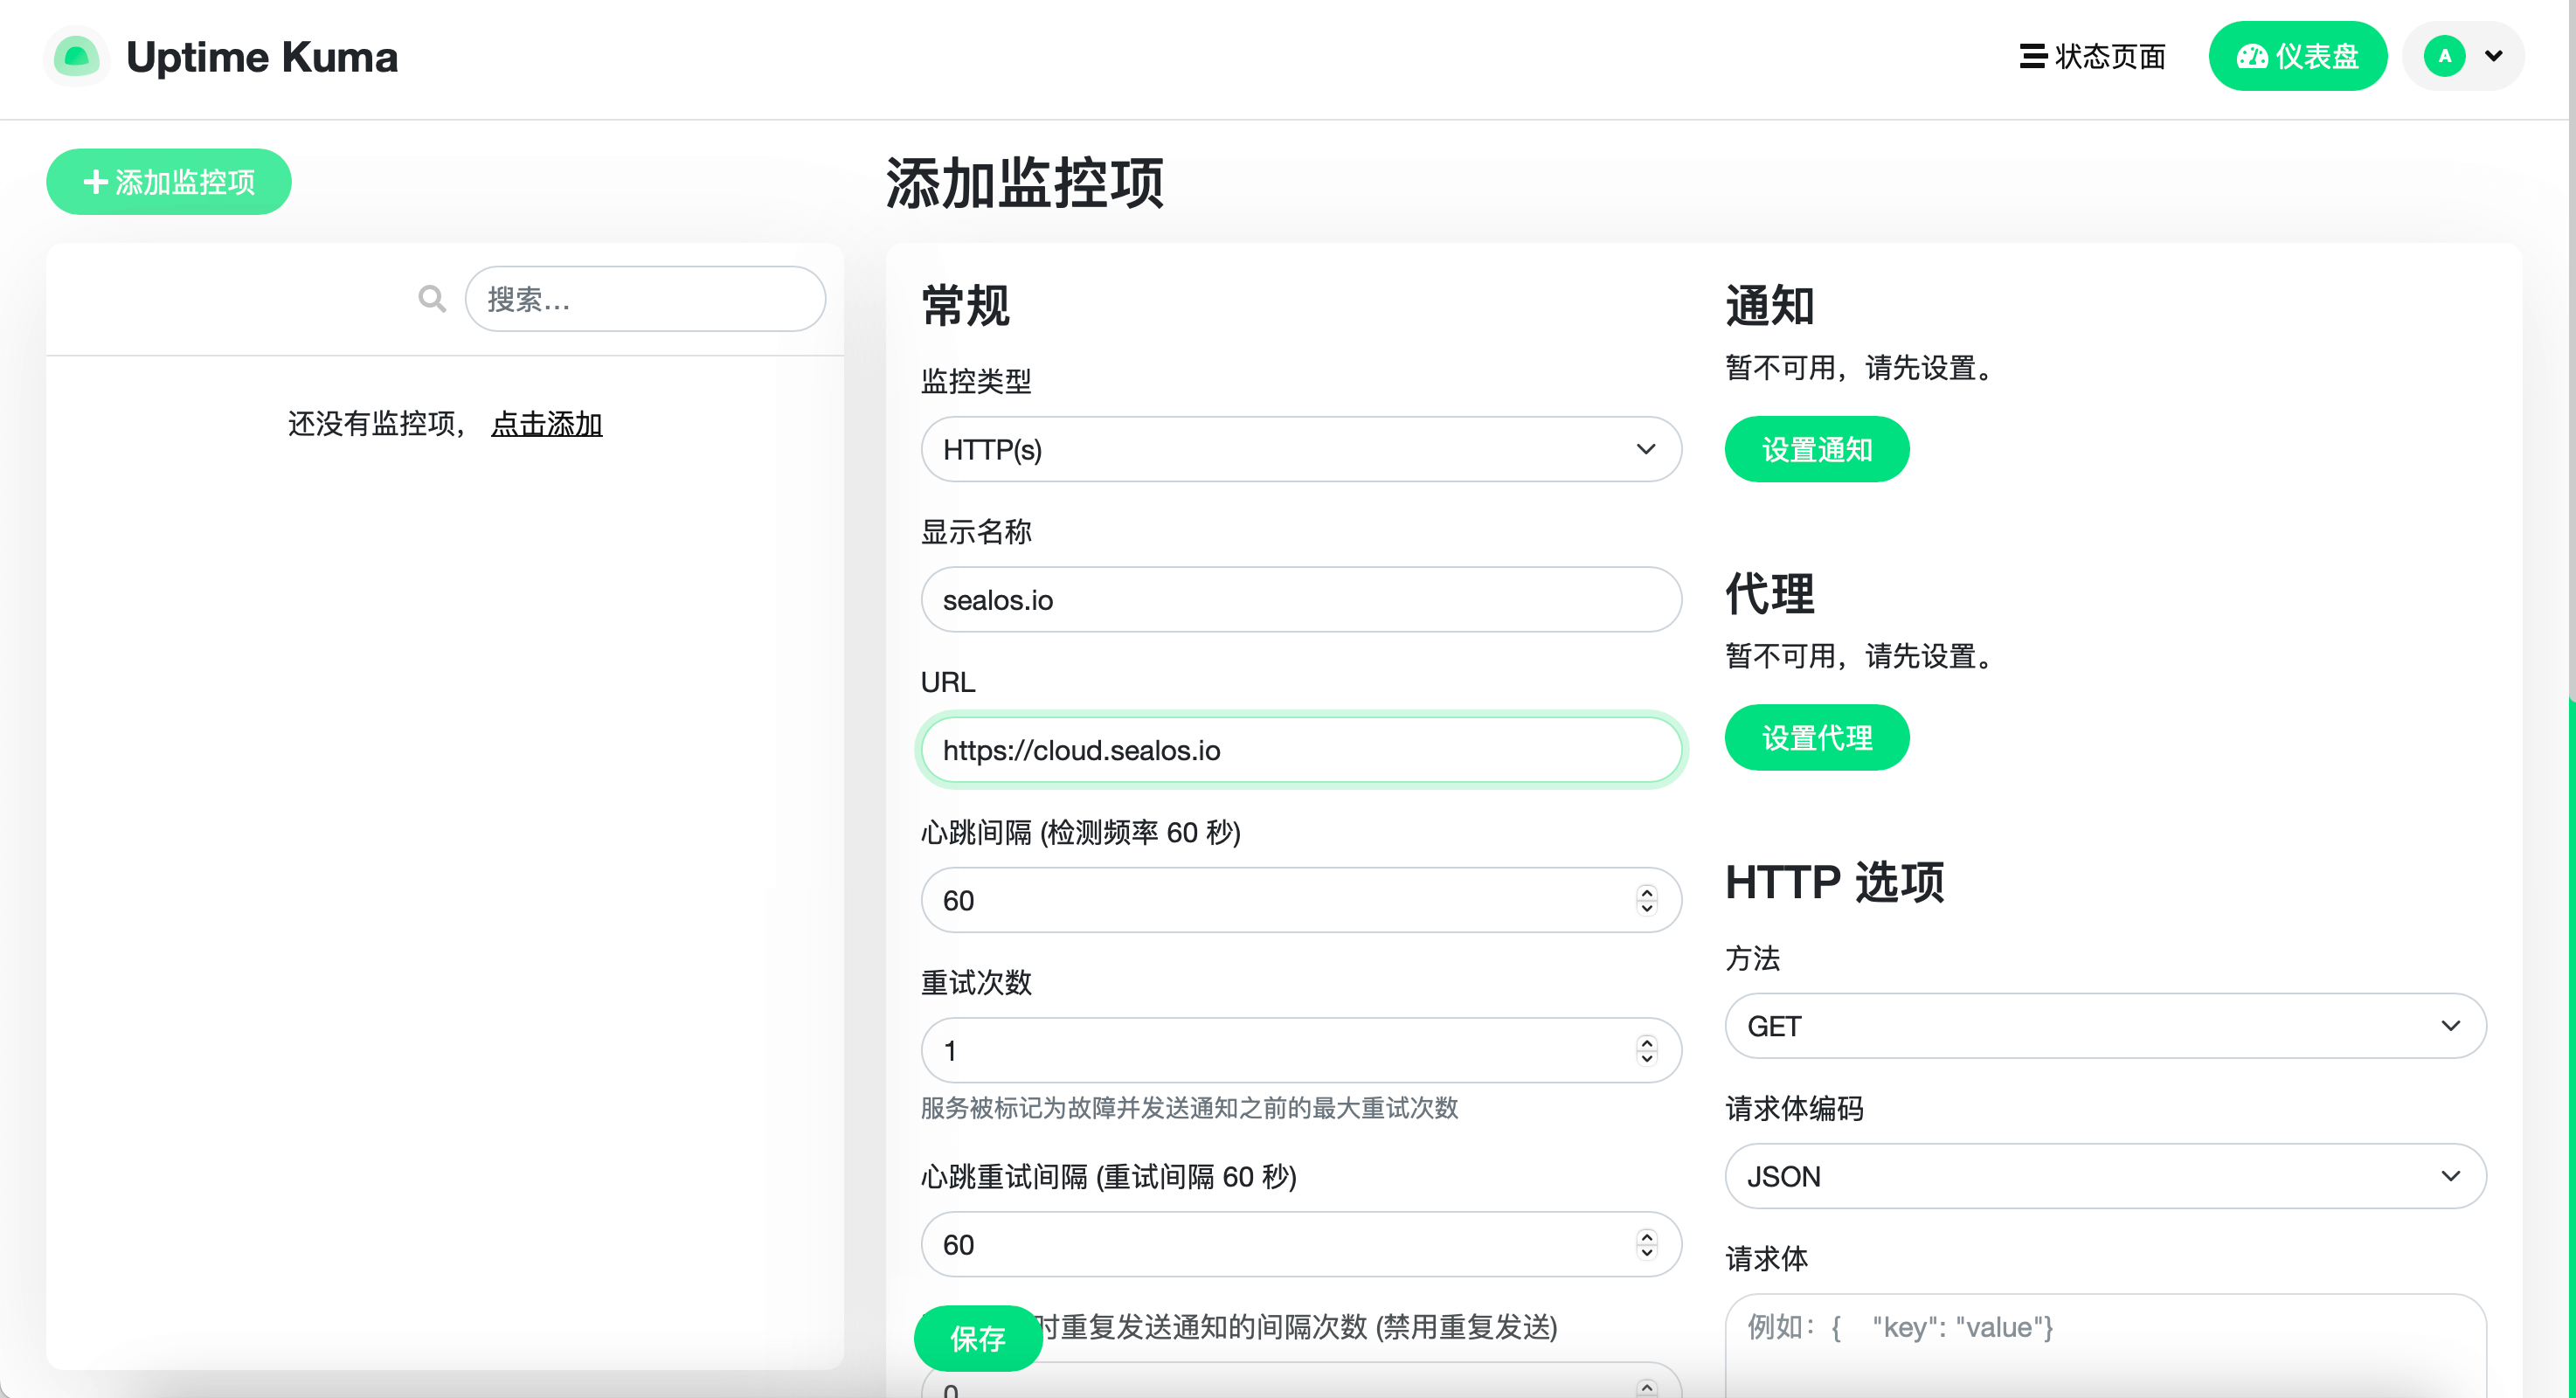 Uptime Kuma
状态页面
仪表盘
A
添加监控项
搜索...
还没有监控项， 点击添加
添加监控项
常规
监控类型
HTTP(s)
显示名称
sealos.io
URL
https://cloud.sealos.io
心跳间隔 (检测频率 60 秒)
60
重试次数
1
服务被标记为故障并发送通知之前的最大重试次数
心跳重试间隔 (重试间隔 60 秒)
60
时重复发送通知的间隔次数 (禁用重复发送)
保存
0
通知
暂不可用，请先设置。
设置通知
代理
暂不可用，请先设置。
设置代理
HTTP 选项
方法
GET
请求体编码
JSON
请求体
例如：{ "key": "value"}